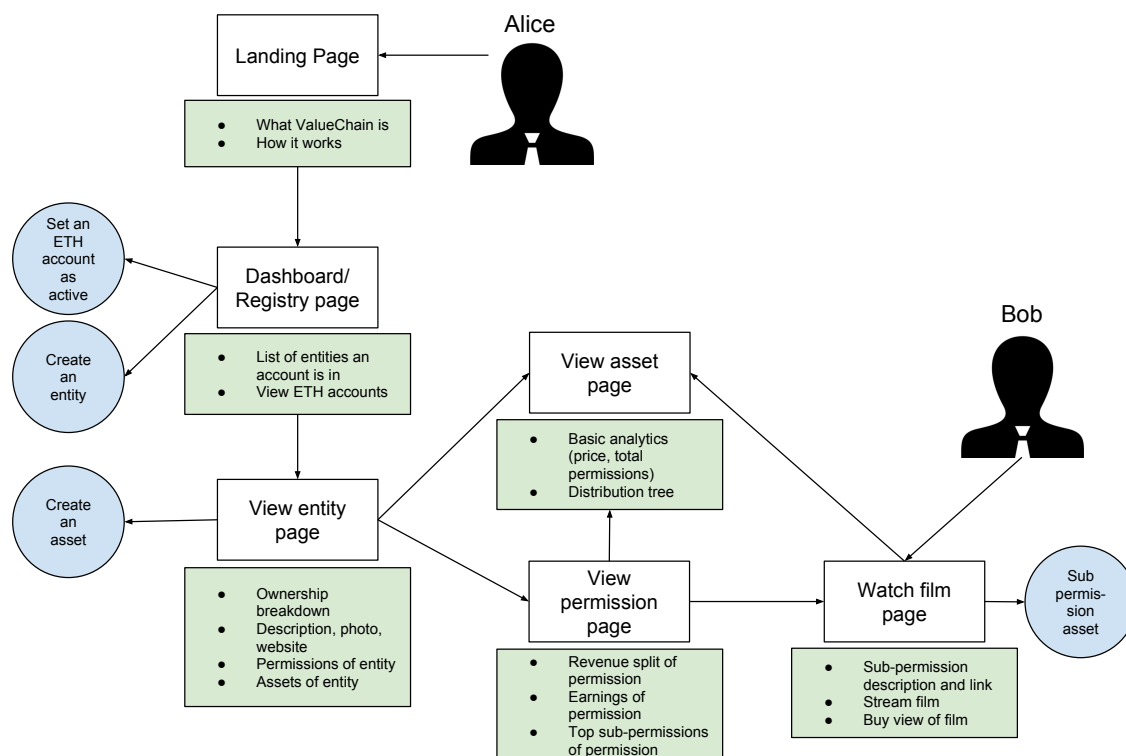 Alice
Landing Page
● What ValueChain is
● How it works
Set an
ETH
account
as
active
Dashboard/
Registry page
Create
an
entity
● List of entities an
account is in
● View ETH accounts
Bob
View asset
page
● Basic analytics
(price, total
permissions)
● Distribution tree
Create
an
asset
View entity
page
● Ownership
breakdown
● Description, photo,
website
● Permissions of entity
● Assets of entity
View
permission
page
● Revenue split of
permission
● Earnings of
permission
● Top sub-permissions
of permission
Watch film
page
● Sub-permission
description and link
● Stream film
● Buy view of film
Sub
permis-
sion
asset